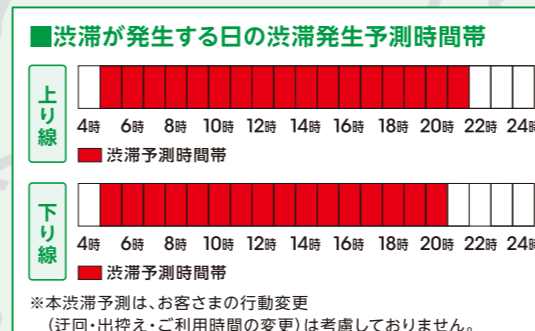 ■渋滞が発生する日の渋滞発生予測時間帯
上り線
4時 6時 8時 10時 12時 14時 16時 18時 20時 22時 24時
渋滞予測時間帯
下り線
4時 6時 8時 10時 12時 14時 16時 18時 20時 22時 24時
渋滞予測時間帯
※本渋滞予測は、お客さまの行動変更
（迂回・出控え・ご利用時間の変更）は考慮しておりません。